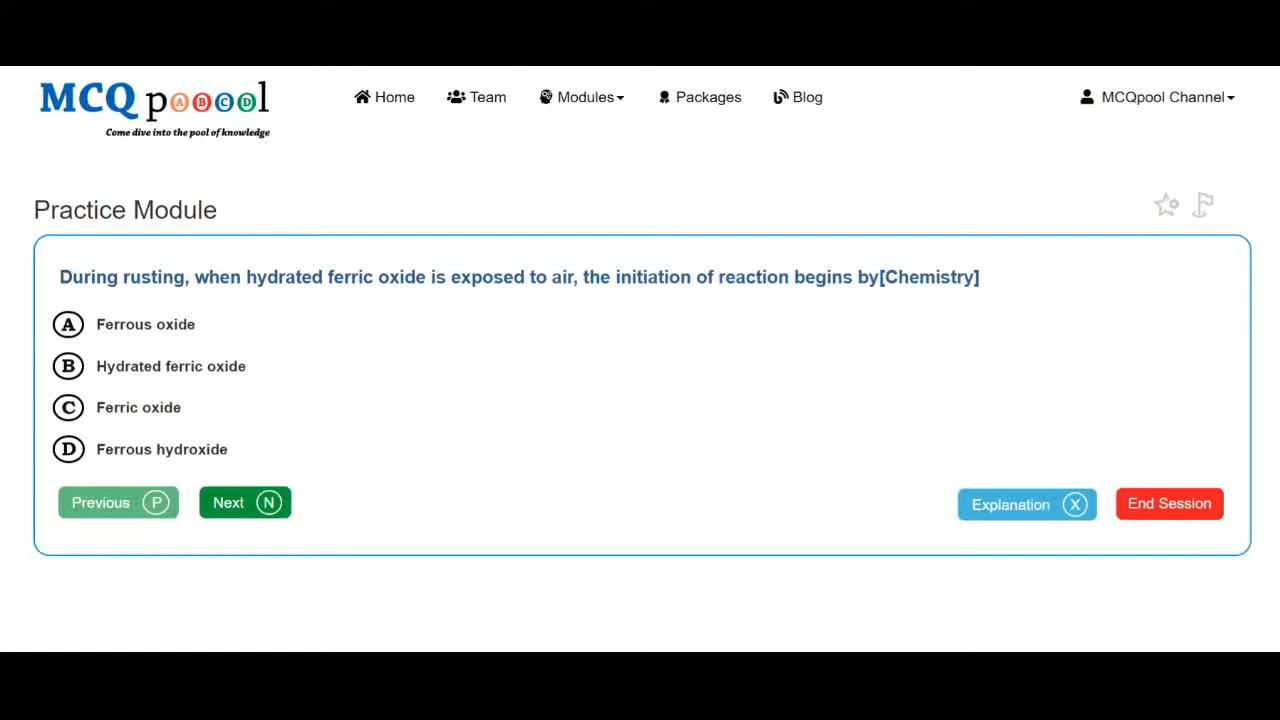 MCQ pooool
Come dive into the pool of knowledge
Home Team Modules Packages Blog MCQpool Channel
Practice Module
During rusting, when hydrated ferric oxide is exposed to air, the initiation of reaction begins by[Chemistry]
A Ferrous oxide
B Hydrated ferric oxide
C Ferric oxide
D Ferrous hydroxide
Previous P Next N Explanation X End Session